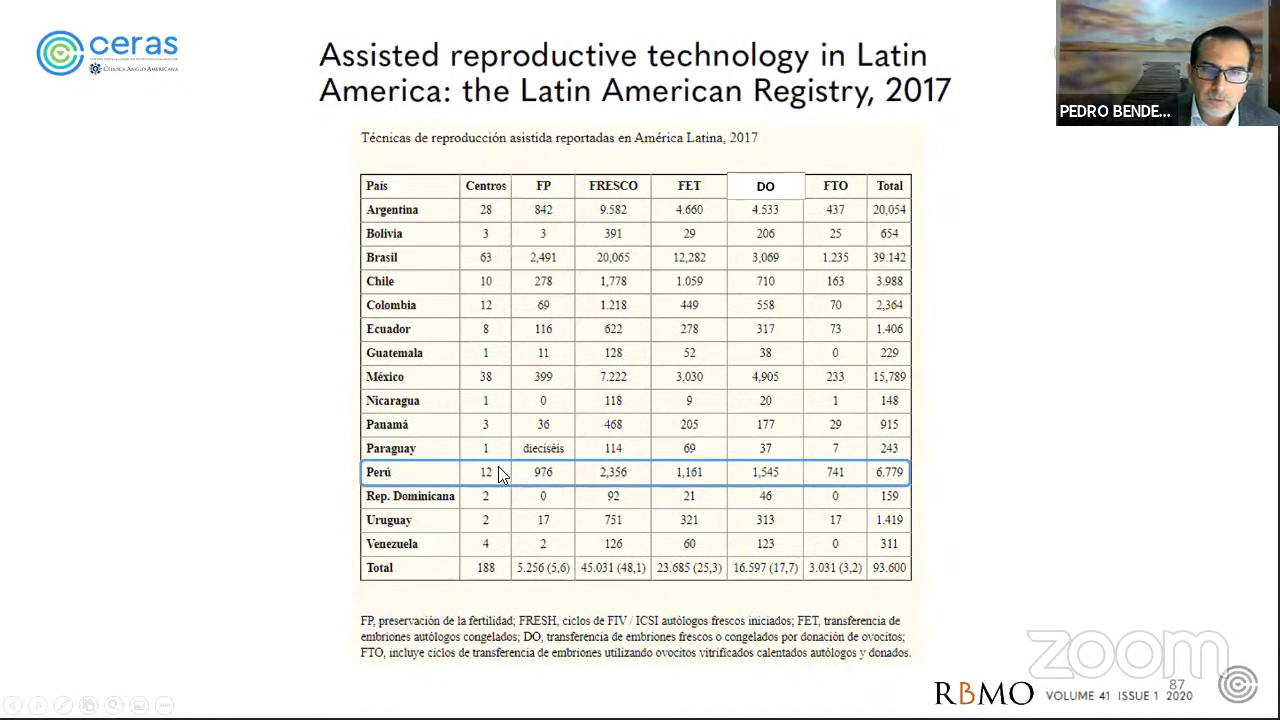 ceras
CLÍNICA ANGLO AMERICANA
Assisted reproductive technology in Latin
America: the Latin American Registry, 2017
PEDRO BENDE...
Técnicas de reproducción asistida reportadas en América Latina, 2017
País Centros FP FRESCO FET DO FTO Total
Argentina 28 842 9.582 4.660 4.533 437 20,054
Bolivia 3 3 391 29 206 25 654
Brasil 63 2,491 20,065 12,282 3,069 1.235 39.142
Chile 10 278 1,778 1.059 710 163 3.988
Colombia 12 69 1.218 449 558 70 2,364
Ecuador 8 116 622 278 317 73 1.406
Guatemala 1 11 128 52 38 0 229
México 38 399 7.222 3,030 4,905 233 15,789
Nicaragua 1 0 118 9 20 1 148
Panamá 3 36 468 205 177 29 915
Paraguay 1 dieciséis 114 69 37 7 243
Perú 12 976 2,356 1,161 1,545 741 6.779
Rep. Dominicana 2 0 92 21 46 0 159
Uruguay 2 17 751 321 313 17 1.419
Venezuela 4 2 126 60 123 0 311
Total 188 5.256 (5,6) 45.031 (48,1) 23.685 (25,3) 16.597 (17,7) 3.031 (3,2) 93.600
FP, preservación de la fertilidad; FRESH, ciclos de FIV / ICSI autólogos frescos iniciados; FET, transferencia de
embriones autólogos congelados; DO, transferencia de embriones frescos o congelados por donación de ovocitos;
FTO, incluye ciclos de transferencia de embriones utilizando ovocitos vitrificados calentados autólogos y donados.
zoom
RBMO VOLUME 41 ISSUE 1 2020
87